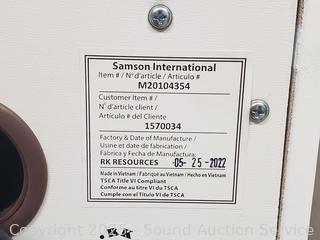 Samson International
Item # / N° d'article / Articulo #
M20104354
Customer Item # /
N° d'article client /
Articulo # del Cliente
1570034
Factory & Date of Manufacture /
Usine et date de fabrication /
Fábrica y Fecha de Manufactura:
RK RESOURCES 05-25-2022
Made In Vietnam / Fabriqué au Vietnam / Hecho en Vietnam
TSCA Title VI Compliant
Conforme au titre VI du TSCA
Cumple con el Título VI de TSCA
Sound Auction Service